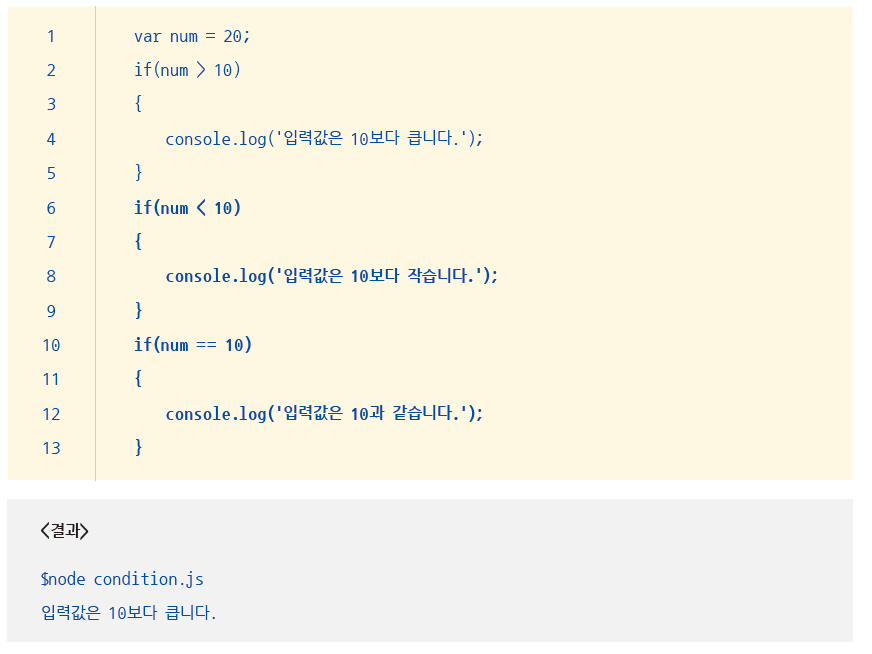 1 var num = 20;
2 if(num > 10)
3 {
4 console.log('입력값은 10보다 큽니다.');
5 }
6 if(num < 10)
7 {
8 console.log('입력값은 10보다 작습니다.');
9 }
10 if(num == 10)
11 {
12 console.log('입력값은 10과 같습니다.');
13 }
<결과>
$node condition.js
입력값은 10보다 큽니다.